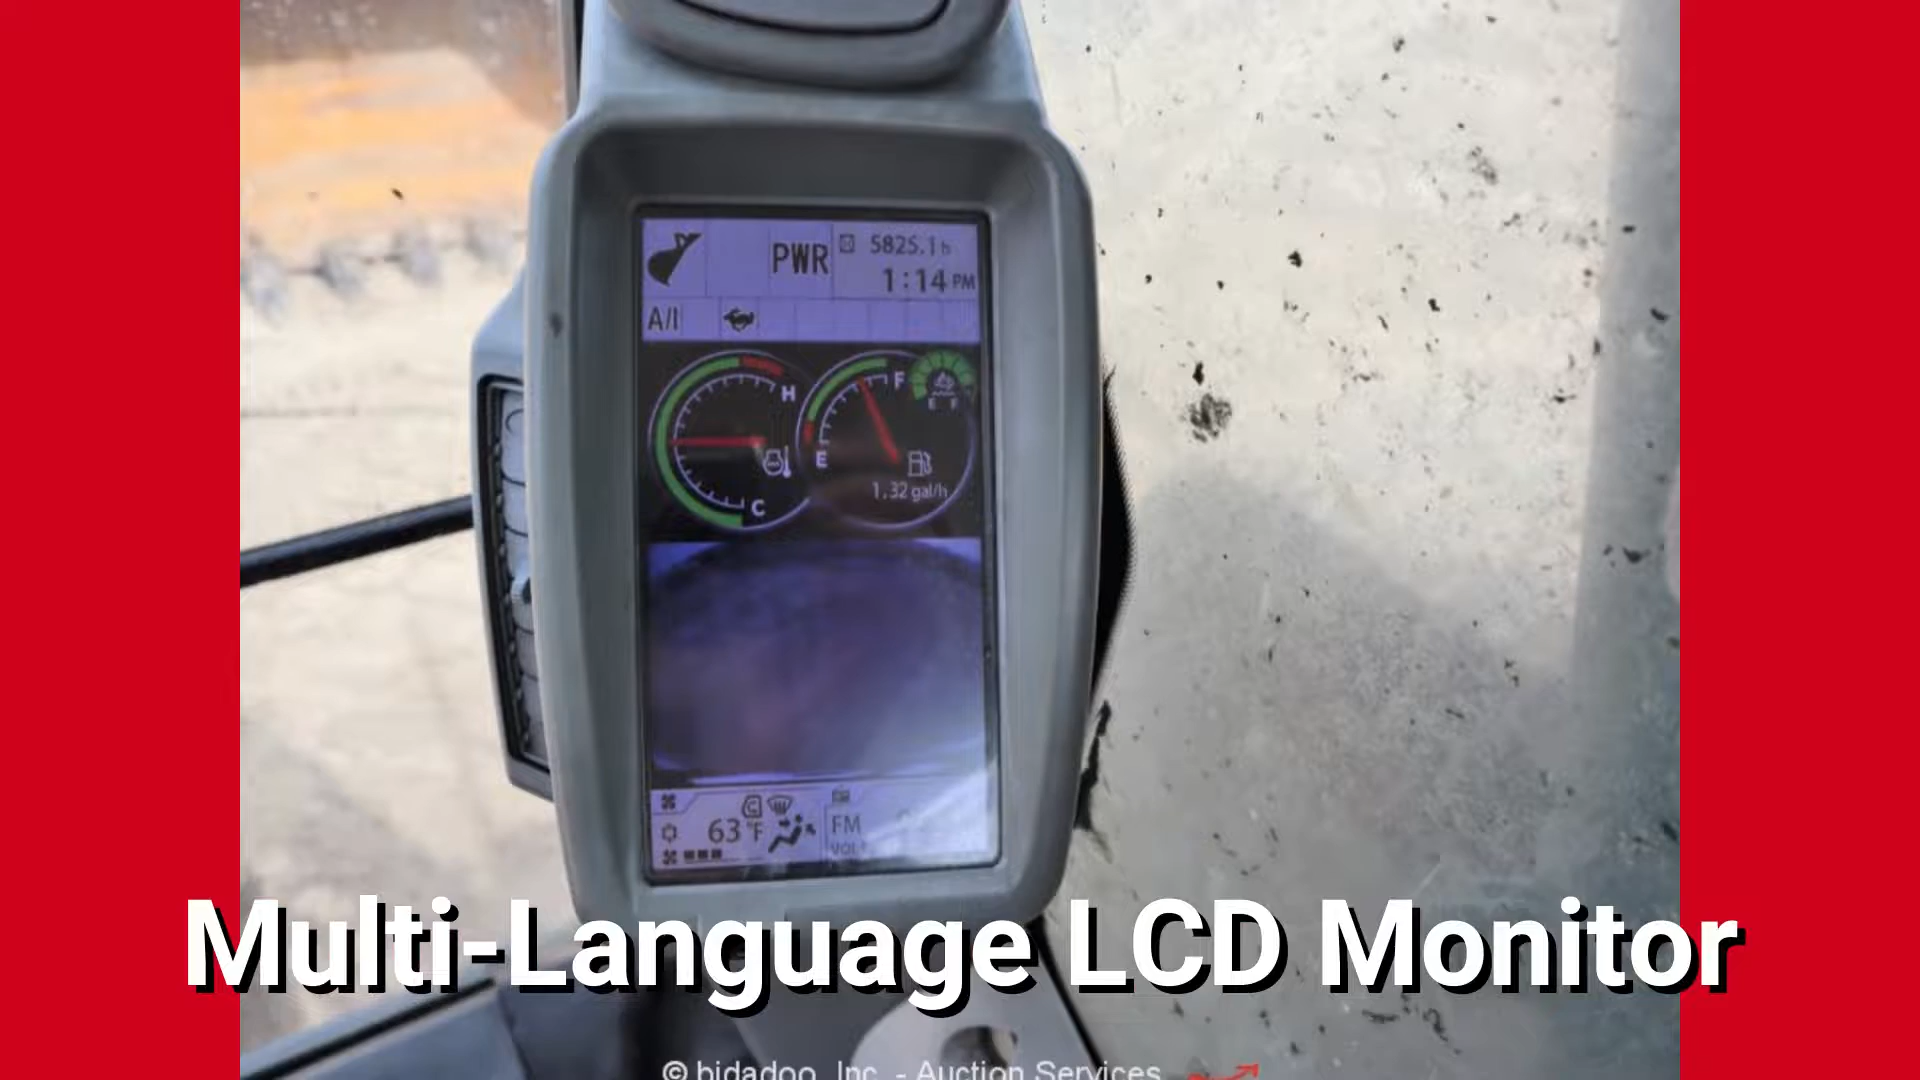 PWR
5825.1h
1:14 PM
A/I
H
F
E F
E
C
1.32 gal/h
63°F
FM
VOL
Multi-Language LCD Monitor
© bidadoo, Inc. - Auction Services